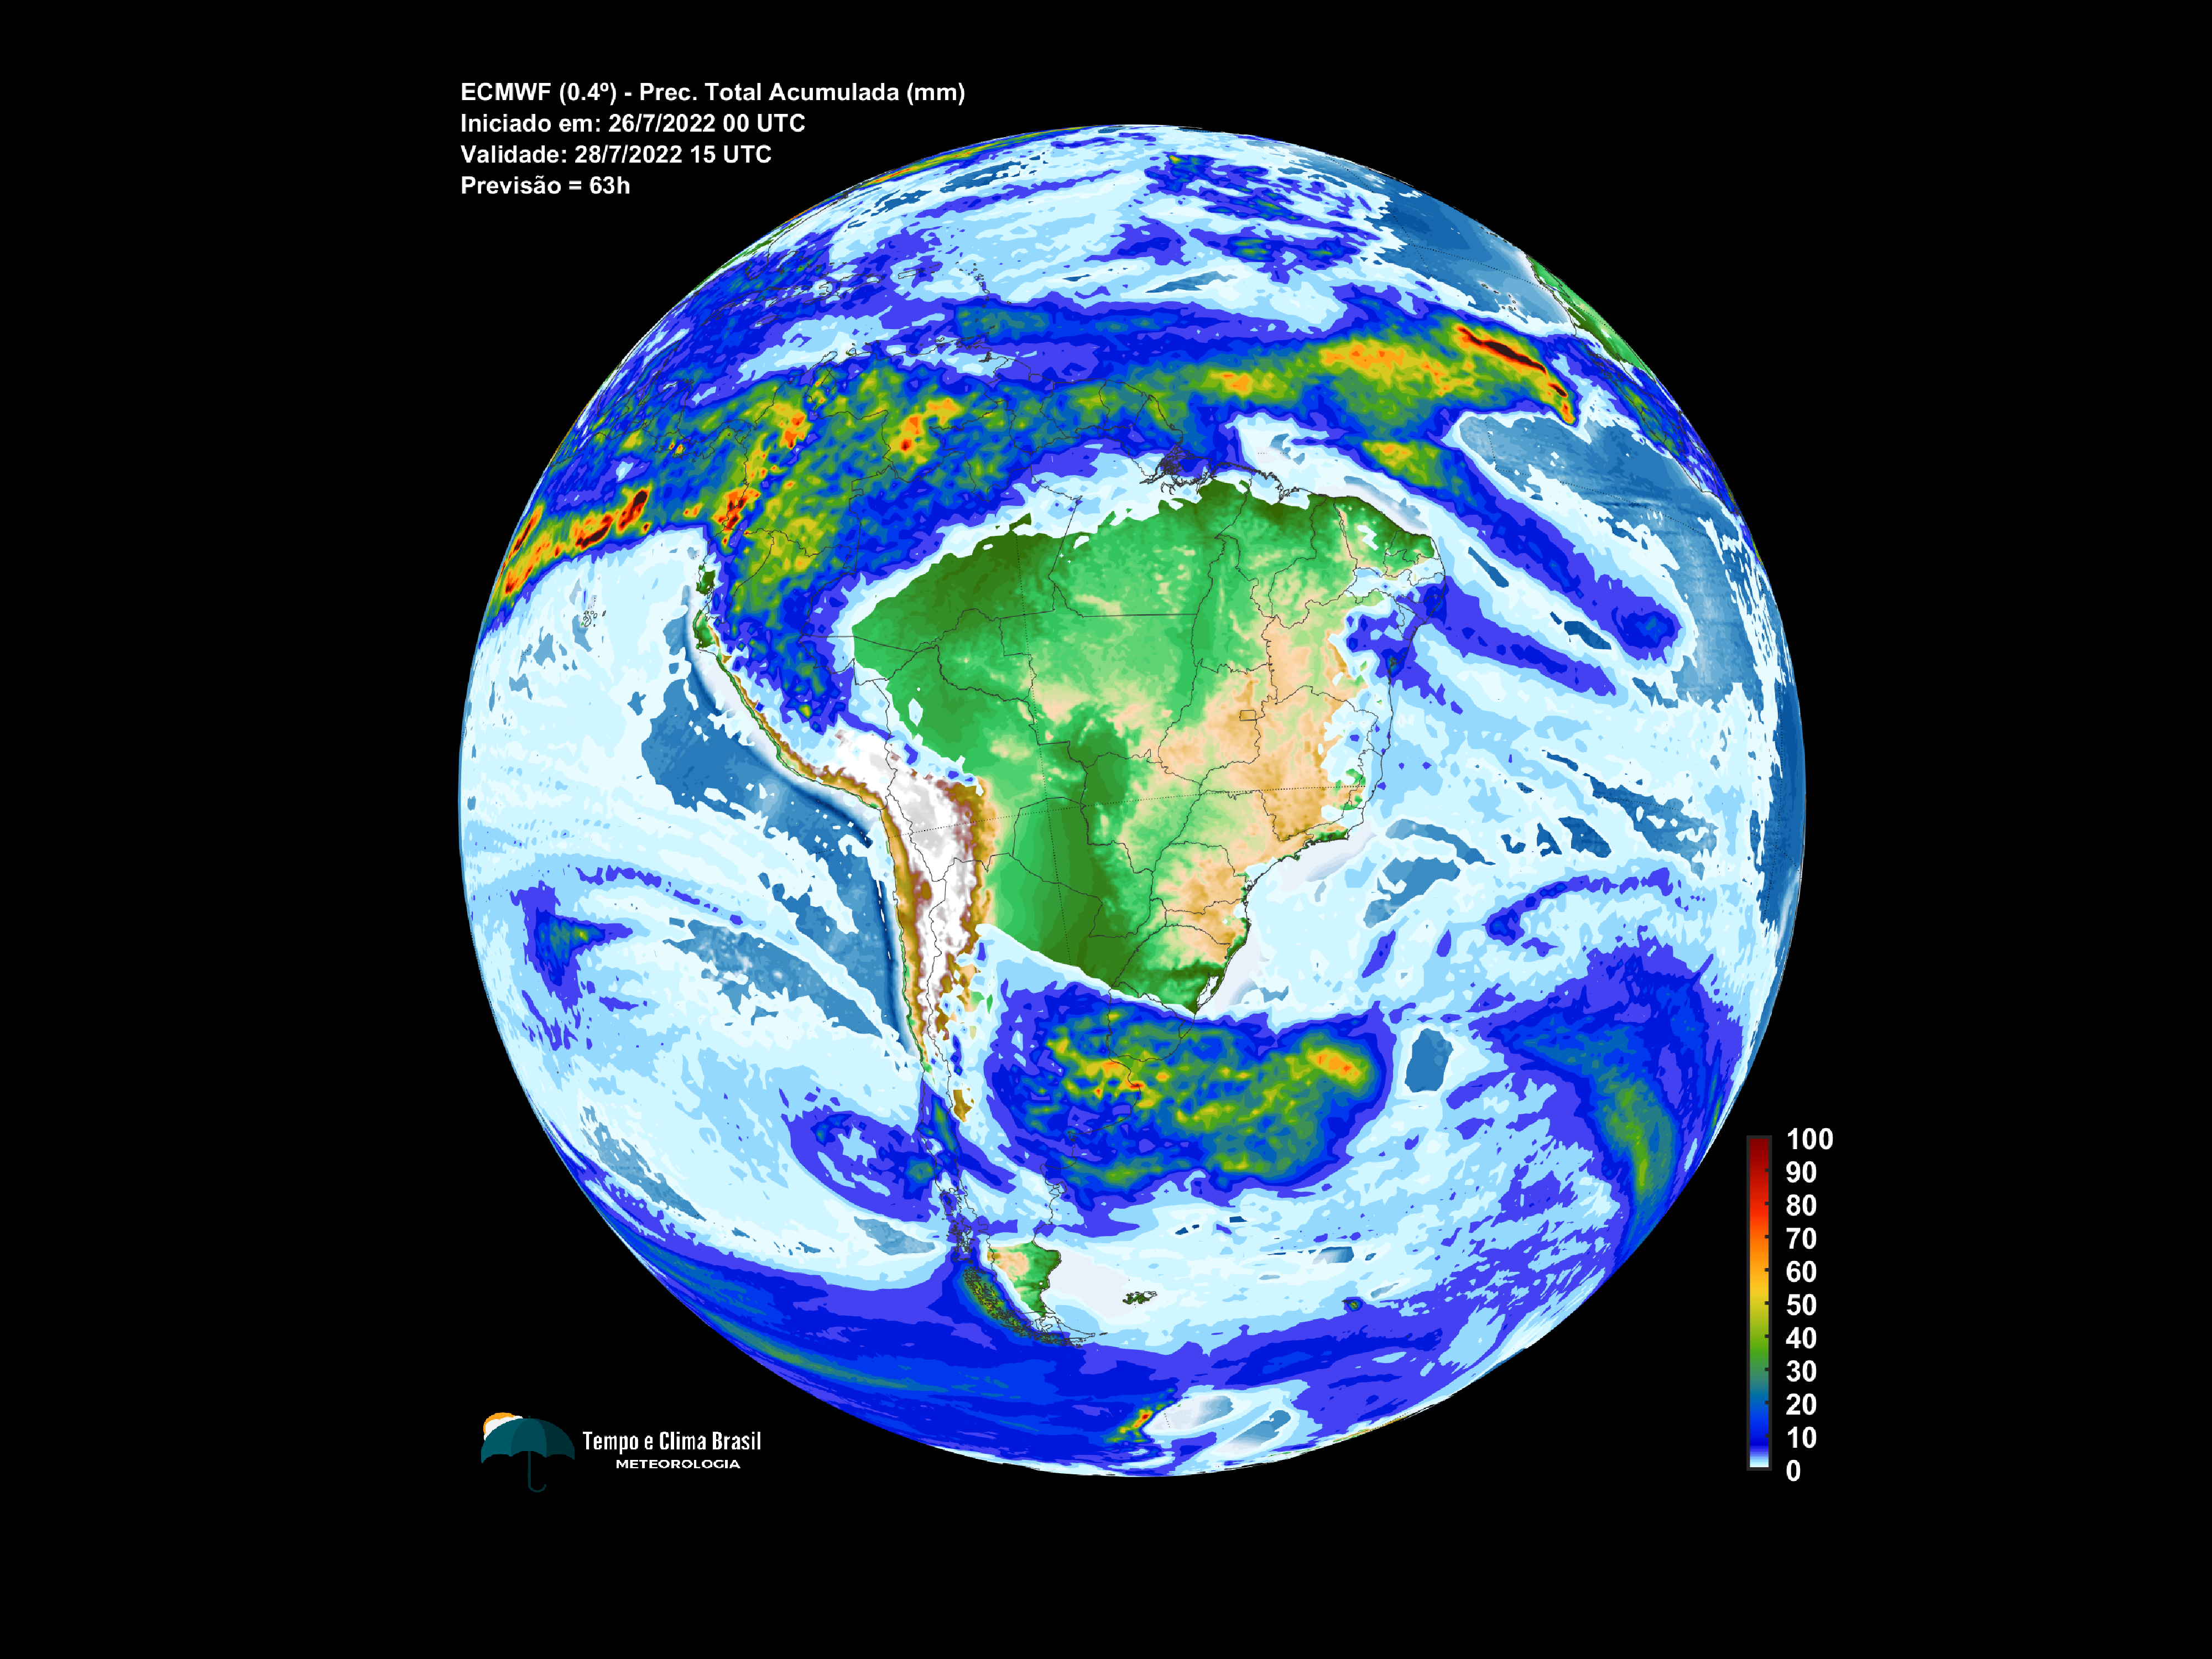 ECMWF (0.4º) - Prec. Total Acumulada (mm)
Iniciado em: 26/7/2022 00 UTC
Validade: 28/7/2022 15 UTC
Previsão = 63h
100
90
80
70
60
50
40
30
20
10
0
Tempo e Clima Brasil
METEOROLOGIA